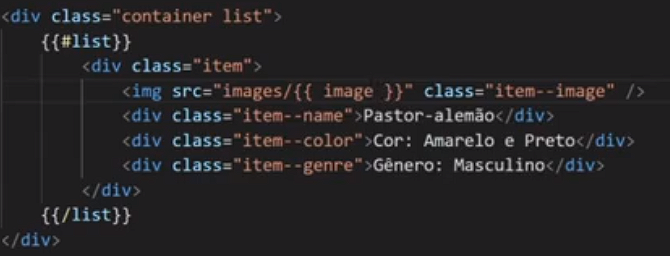 <div class="container list">
{{#list}}
<div class="item">
<img src="images/{{ image }}" class="item--image" />
<div class="item--name">Pastor-alemão</div>
<div class="item--color">Cor: Amarelo e Preto</div>
<div class="item--genre">Gênero: Masculino</div>
</div>
{{/list}}
</div>